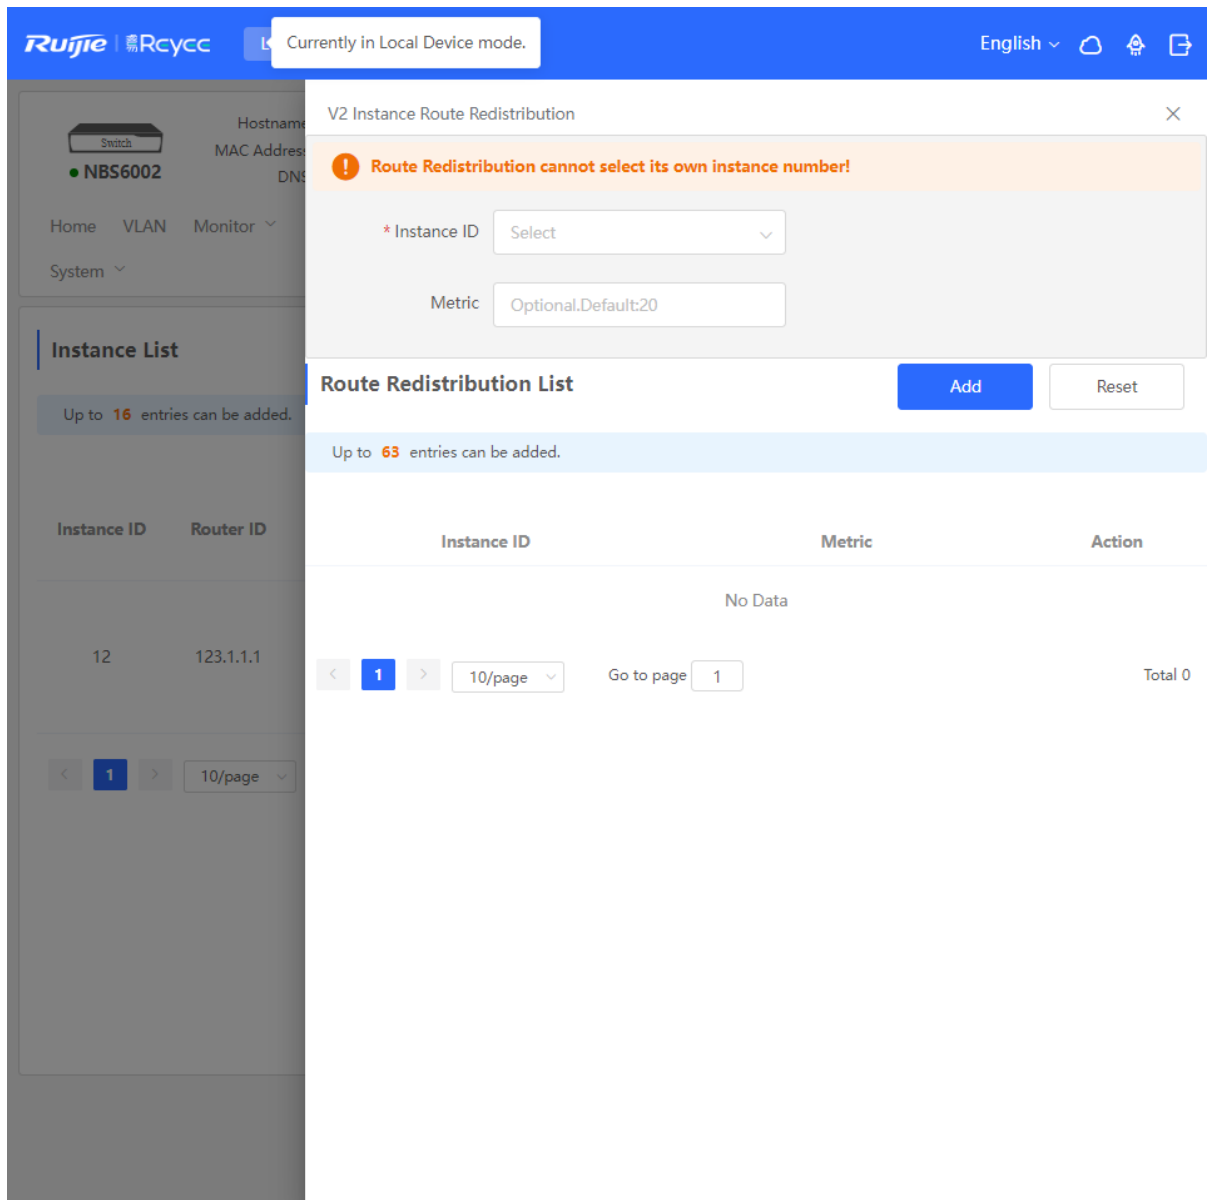 Ruijie | Reyee
Currently in Local Device mode.
English
Switch
NBS6002
Hostname
MAC Address
DNS
Home VLAN Monitor
System
Instance List
Up to 16 entries can be added.
Instance ID Router ID
12 123.1.1.1
1 10/page
V2 Instance Route Redistribution
Route Redistribution cannot select its own instance number!
* Instance ID Select
Metric Optional.Default:20
Route Redistribution List Add Reset
Up to 63 entries can be added.
Instance ID Metric Action
No Data
1 10/page Go to page 1 Total 0